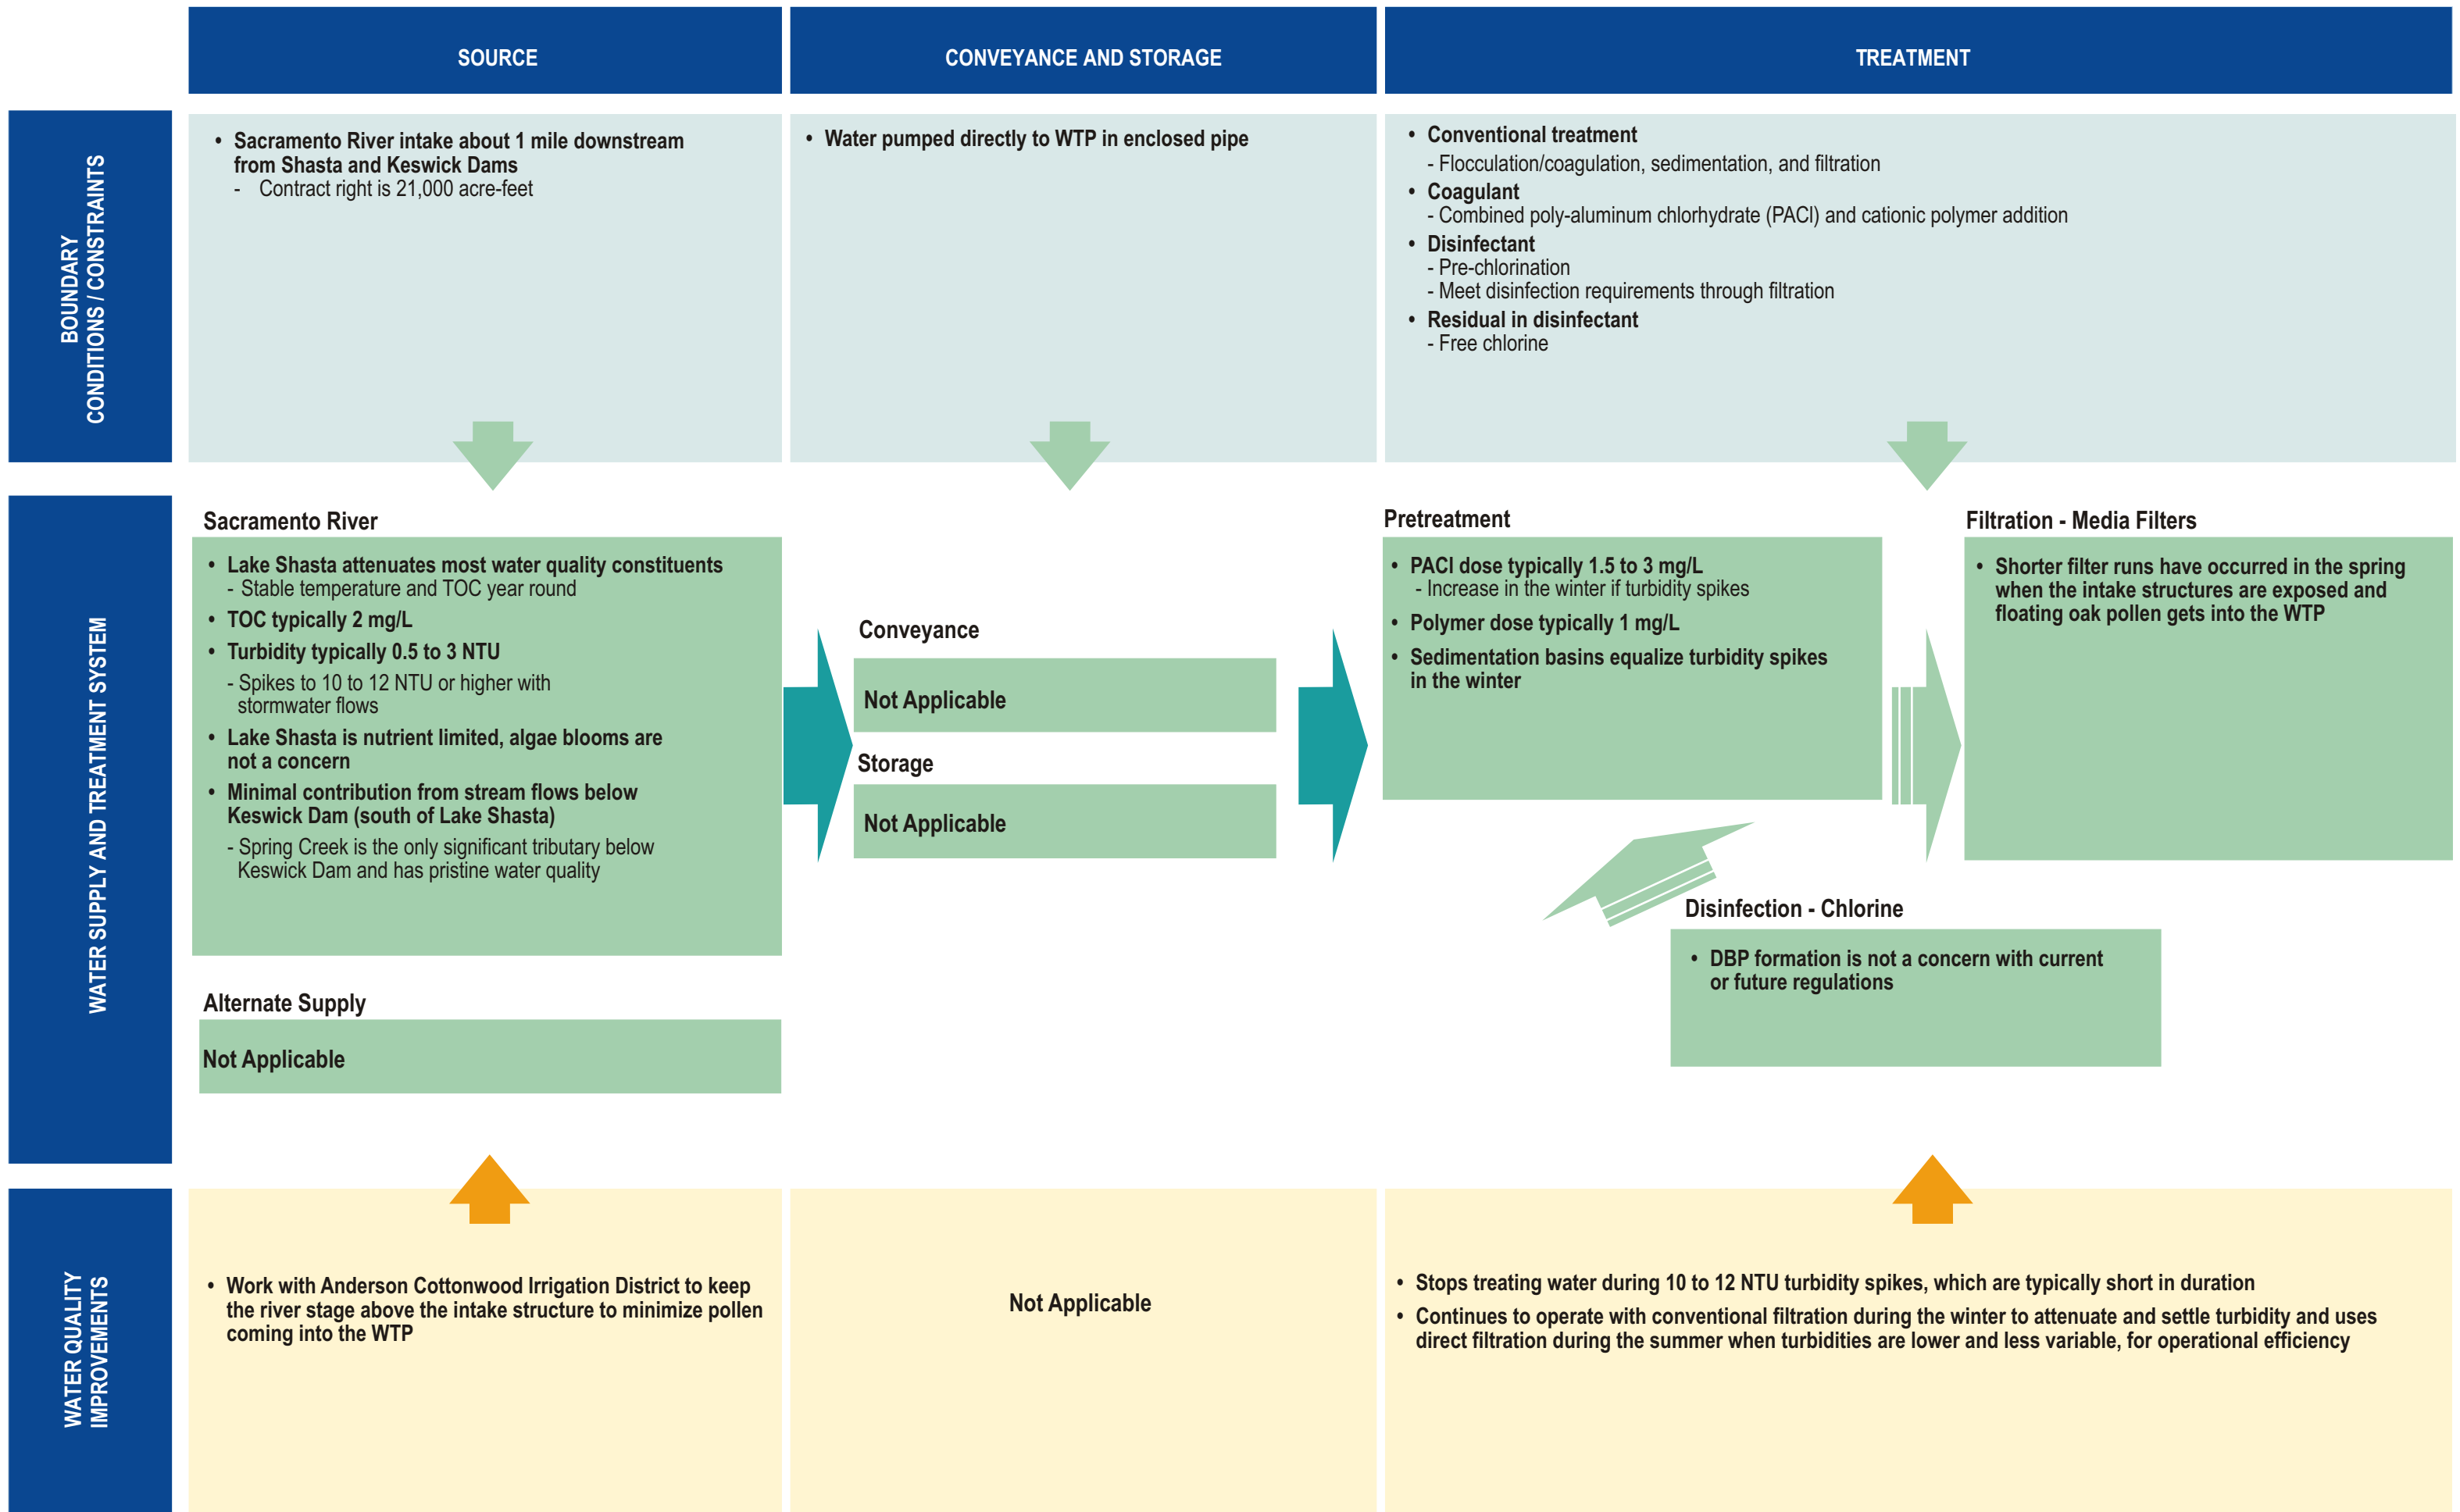 SOURCE
CONVEYANCE AND STORAGE
TREATMENT
BOUNDARY
CONDITIONS / CONSTRAINTS
• Sacramento River intake about 1 mile downstream
from Shasta and Keswick Dams
- Contract right is 21,000 acre-feet
• Water pumped directly to WTP in enclosed pipe
• Conventional treatment
- Flocculation/coagulation, sedimentation, and filtration
• Coagulant
- Combined poly-aluminum chlorhydrate (PACl) and cationic polymer addition
• Disinfectant
- Pre-chlorination
- Meet disinfection requirements through filtration
• Residual in disinfectant
- Free chlorine
WATER SUPPLY AND TREATMENT SYSTEM
Sacramento River
• Lake Shasta attenuates most water quality constituents
- Stable temperature and TOC year round
• TOC typically 2 mg/L
• Turbidity typically 0.5 to 3 NTU
- Spikes to 10 to 12 NTU or higher with
stormwater flows
• Lake Shasta is nutrient limited, algae blooms are
not a concern
• Minimal contribution from stream flows below
Keswick Dam (south of Lake Shasta)
- Spring Creek is the only significant tributary below
Keswick Dam and has pristine water quality
Alternate Supply
Not Applicable
Conveyance
Not Applicable
Storage
Not Applicable
Pretreatment
• PACl dose typically 1.5 to 3 mg/L
- Increase in the winter if turbidity spikes
• Polymer dose typically 1 mg/L
• Sedimentation basins equalize turbidity spikes
in the winter
Filtration - Media Filters
• Shorter filter runs have occurred in the spring
when the intake structures are exposed and
floating oak pollen gets into the WTP
Disinfection - Chlorine
• DBP formation is not a concern with current
or future regulations
WATER QUALITY
IMPROVEMENTS
• Work with Anderson Cottonwood Irrigation District to keep
the river stage above the intake structure to minimize pollen
coming into the WTP
Not Applicable
• Stops treating water during 10 to 12 NTU turbidity spikes, which are typically short in duration
• Continues to operate with conventional filtration during the winter to attenuate and settle turbidity and uses
direct filtration during the summer when turbidities are lower and less variable, for operational efficiency